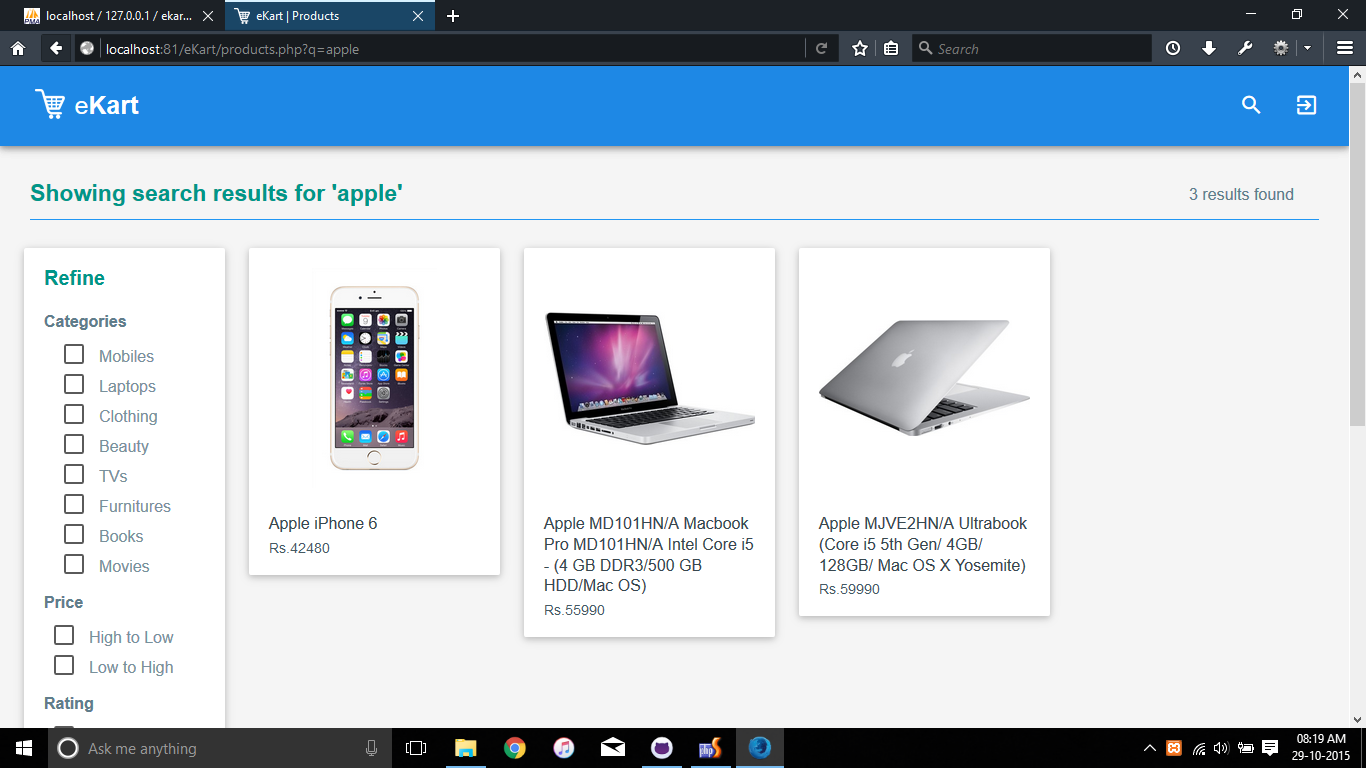 localhost / 127.0.0.1 / ekar...
eKart | Products
localhost:81/eKart/products.php?q=apple
Search
eKart
Showing search results for 'apple'
3 results found
Refine
Categories
Mobiles
Laptops
Clothing
Beauty
TVs
Furnitures
Books
Movies
Price
High to Low
Low to High
Rating
Apple iPhone 6
Rs.42480
Apple MD101HN/A Macbook
Pro MD101HN/A Intel Core i5
- (4 GB DDR3/500 GB
HDD/Mac OS)
Rs.55990
Apple MJVE2HN/A Ultrabook
(Core i5 5th Gen/ 4GB/
128GB/ Mac OS X Yosemite)
Rs.59990
Ask me anything
php
08:19 AM
29-10-2015